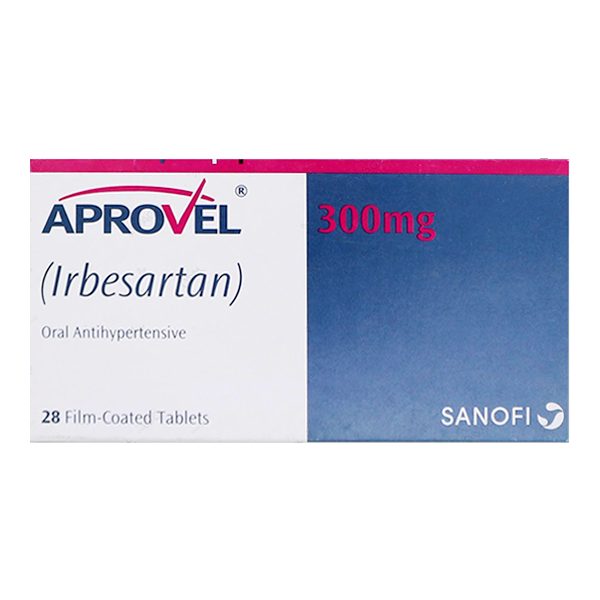 APROVEL®
300mg
(Irbesartan)
Oral Antihypertensive
28 Film-Coated Tablets
SANOFI